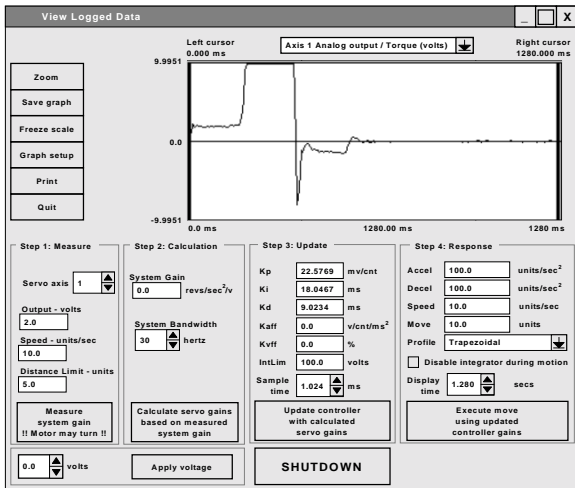 View Logged Data
_ X
Left cursor
0.000 ms
Axis 1 Analog output / Torque (volts)
Right cursor
1280.000 ms
9.9951
0.0
-9.9951
0.0 ms
1280.00 ms
1280 ms
Zoom
Save graph
Freeze scale
Graph setup
Print
Quit
Step 1: Measure
Servo axis 1
Output - volts
2.0
Speed - units/sec
10.0
Distance Limit - units
5.0
Measure
system gain
!! Motor may turn !!
Step 2: Calculation
System Gain
0.0 revs/sec²/v
System Bandwidth
30 hertz
Calculate servo gains
based on measured
system gain
Step 3: Update
Kp 22.5769 mv/cnt
Ki 18.0467 ms
Kd 9.0234 ms
Kaff 0.0 v/cnt/ms²
Kvff 0.0 %
IntLim 100.0 volts
Sample
time 1.024 ms
Update controller
with calculated
servo gains
Step 4: Response
Accel 100.0 units/sec²
Decel 100.0 units/sec²
Speed 10.0 units/sec
Move 10.0 units
Profile Trapezoidal
Disable integrator during motion
Display
time 1.280 secs
Execute move
using updated
controller gains
0.0 volts
Apply voltage
SHUTDOWN